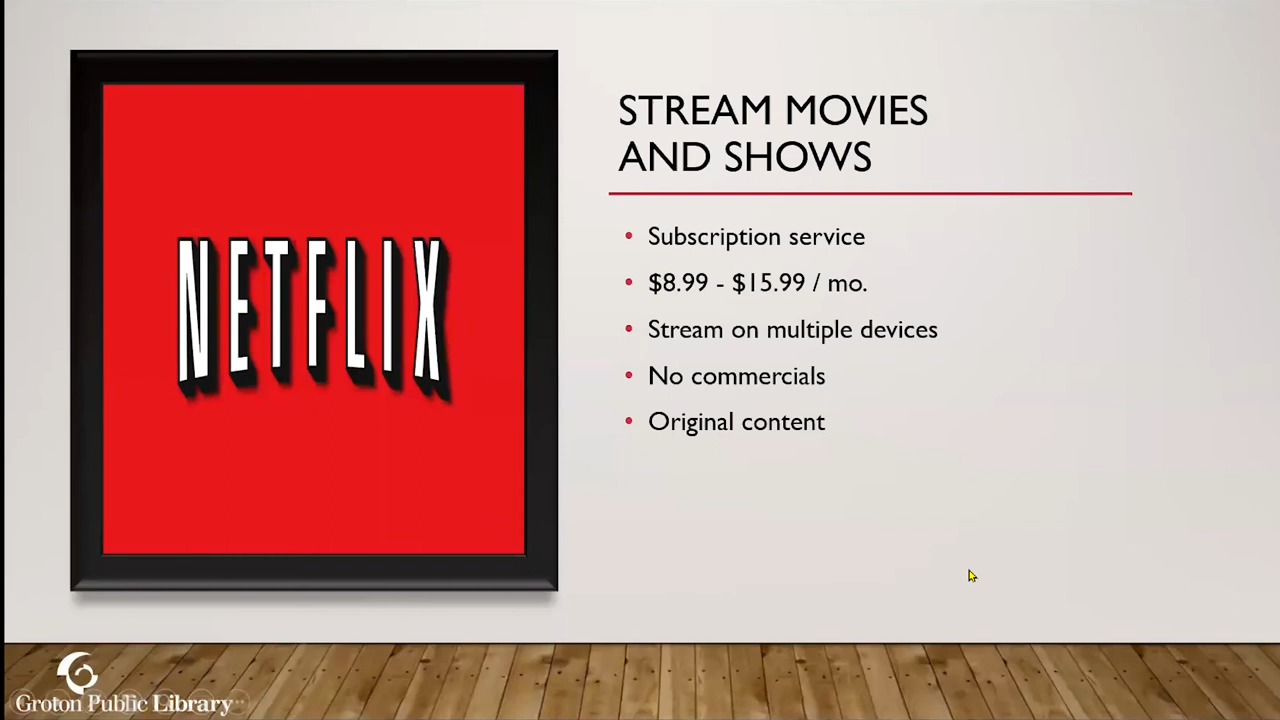 NETFLIX
STREAM MOVIES
AND SHOWS
• Subscription service
• $8.99 - $15.99 / mo.
• Stream on multiple devices
• No commercials
• Original content
Groton Public Library